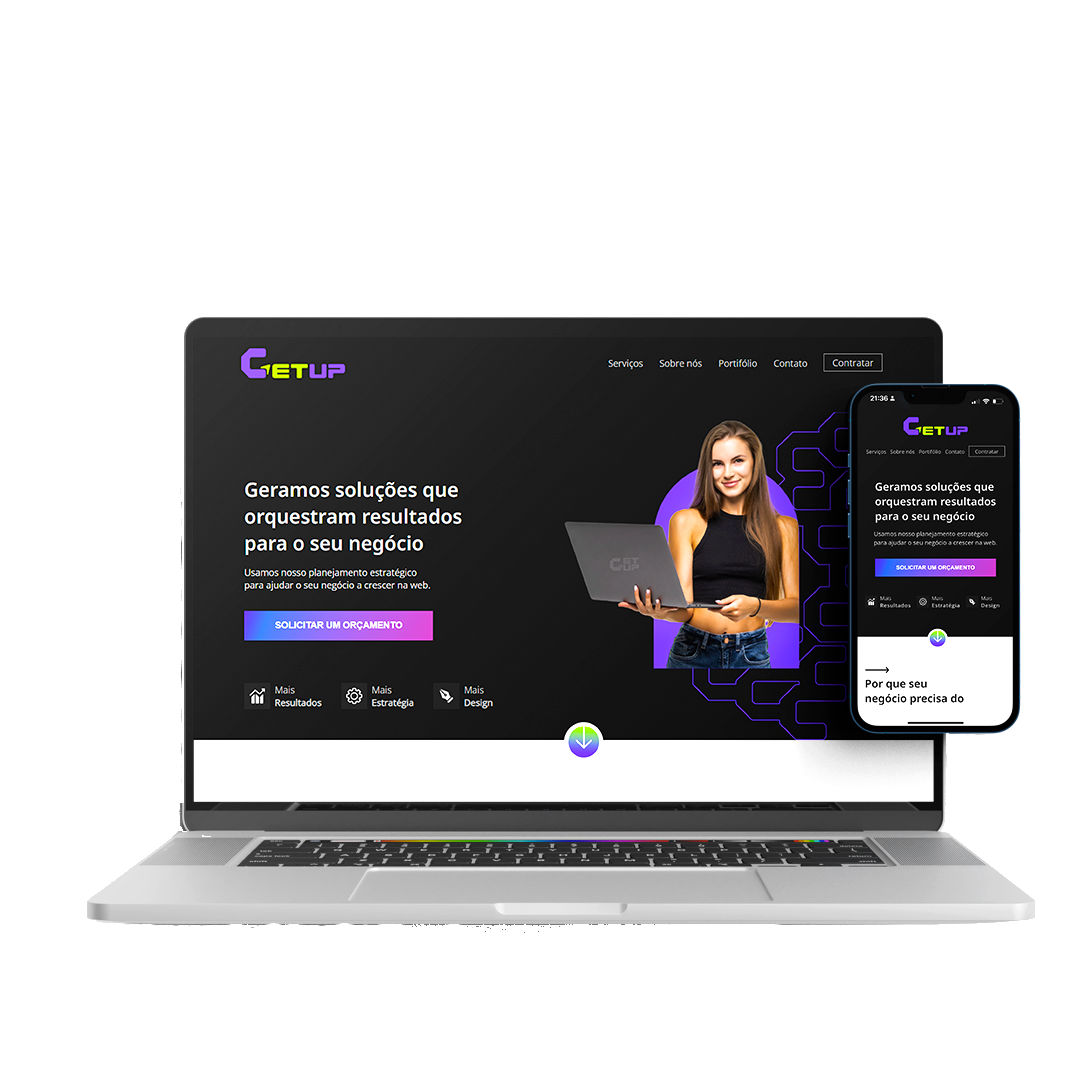 GETUP
Serviços Sobre nós Portifólio Contato Contratar
Geramos soluções que
orquestram resultados
para o seu negócio
Usamos nosso planejamento estratégico
para ajudar o seu negócio a crescer na web.
SOLICITAR UM ORÇAMENTO
Mais
Resultados
Mais
Estratégia
Mais
Design
GET
UP
21:36
GETUP
Serviços Sobre nós Portifólio Contato Contratar
Geramos soluções que
orquestram resultados
para o seu negócio
Usamos nosso planejamento estratégico
para ajudar o seu negócio a crescer na web.
SOLICITAR UM ORÇAMENTO
Mais
Resultados
Mais
Estratégia
Mais
Design
Por que seu
negócio precisa do